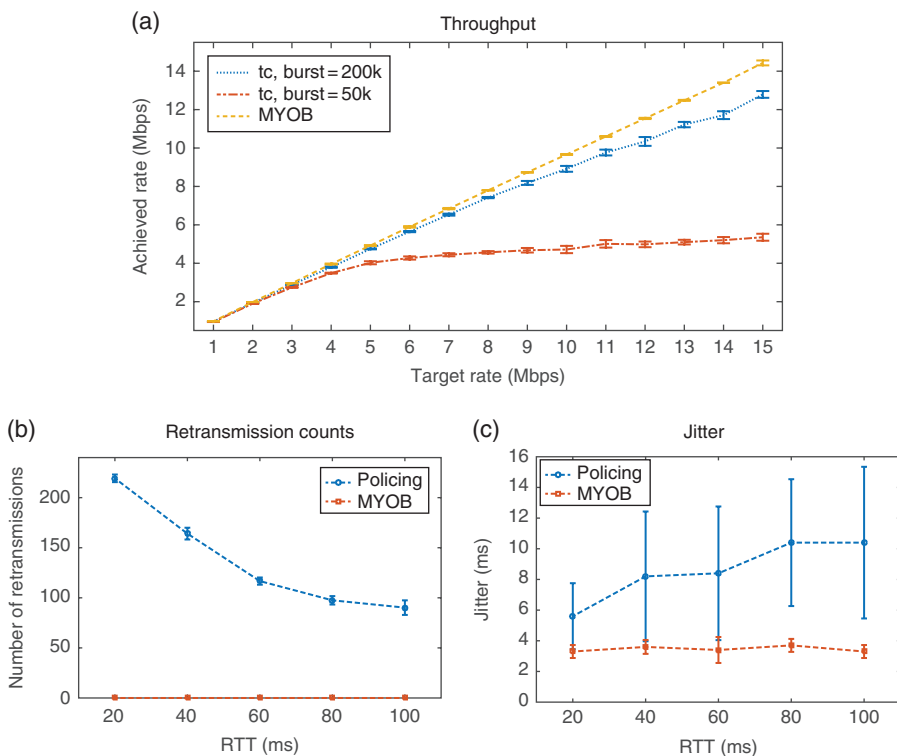 (a)
Throughput
14
12
10
8
6
4
2
Achieved rate (Mbps)
tc, burst = 200k
tc, burst = 50k
MYOB
1 2 3 4 5 6 7 8 9 10 11 12 13 14 15
Target rate (Mbps)
(b)
Retransmission counts
200
150
100
50
0
Number of retransmissions
Policing
MYOB
20 40 60 80 100
RTT (ms)
(c)
Jitter
16
14
12
10
8
6
4
2
0
Jitter (ms)
Policing
MYOB
20 40 60 80 100
RTT (ms)